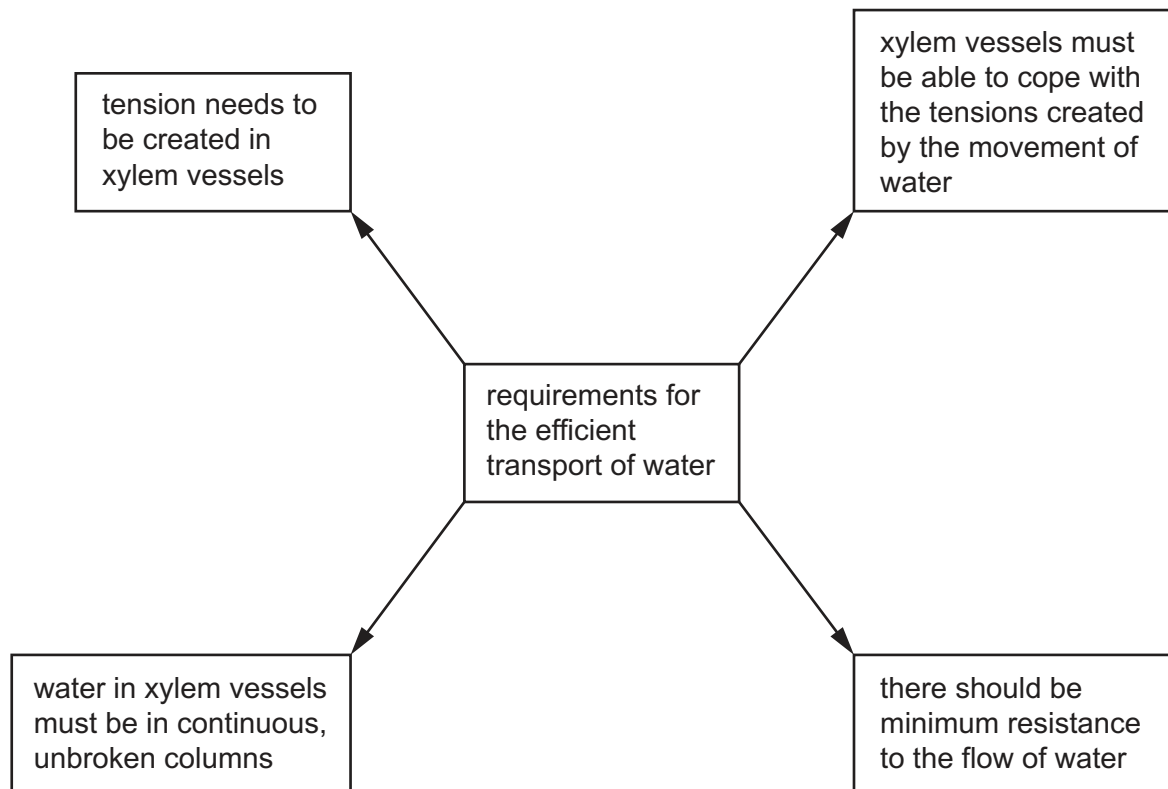 tension needs to
be created in
xylem vessels
xylem vessels must
be able to cope with
the tensions created
by the movement of
water
requirements for
the efficient
transport of water
water in xylem vessels
must be in continuous,
unbroken columns
there should be
minimum resistance
to the flow of water